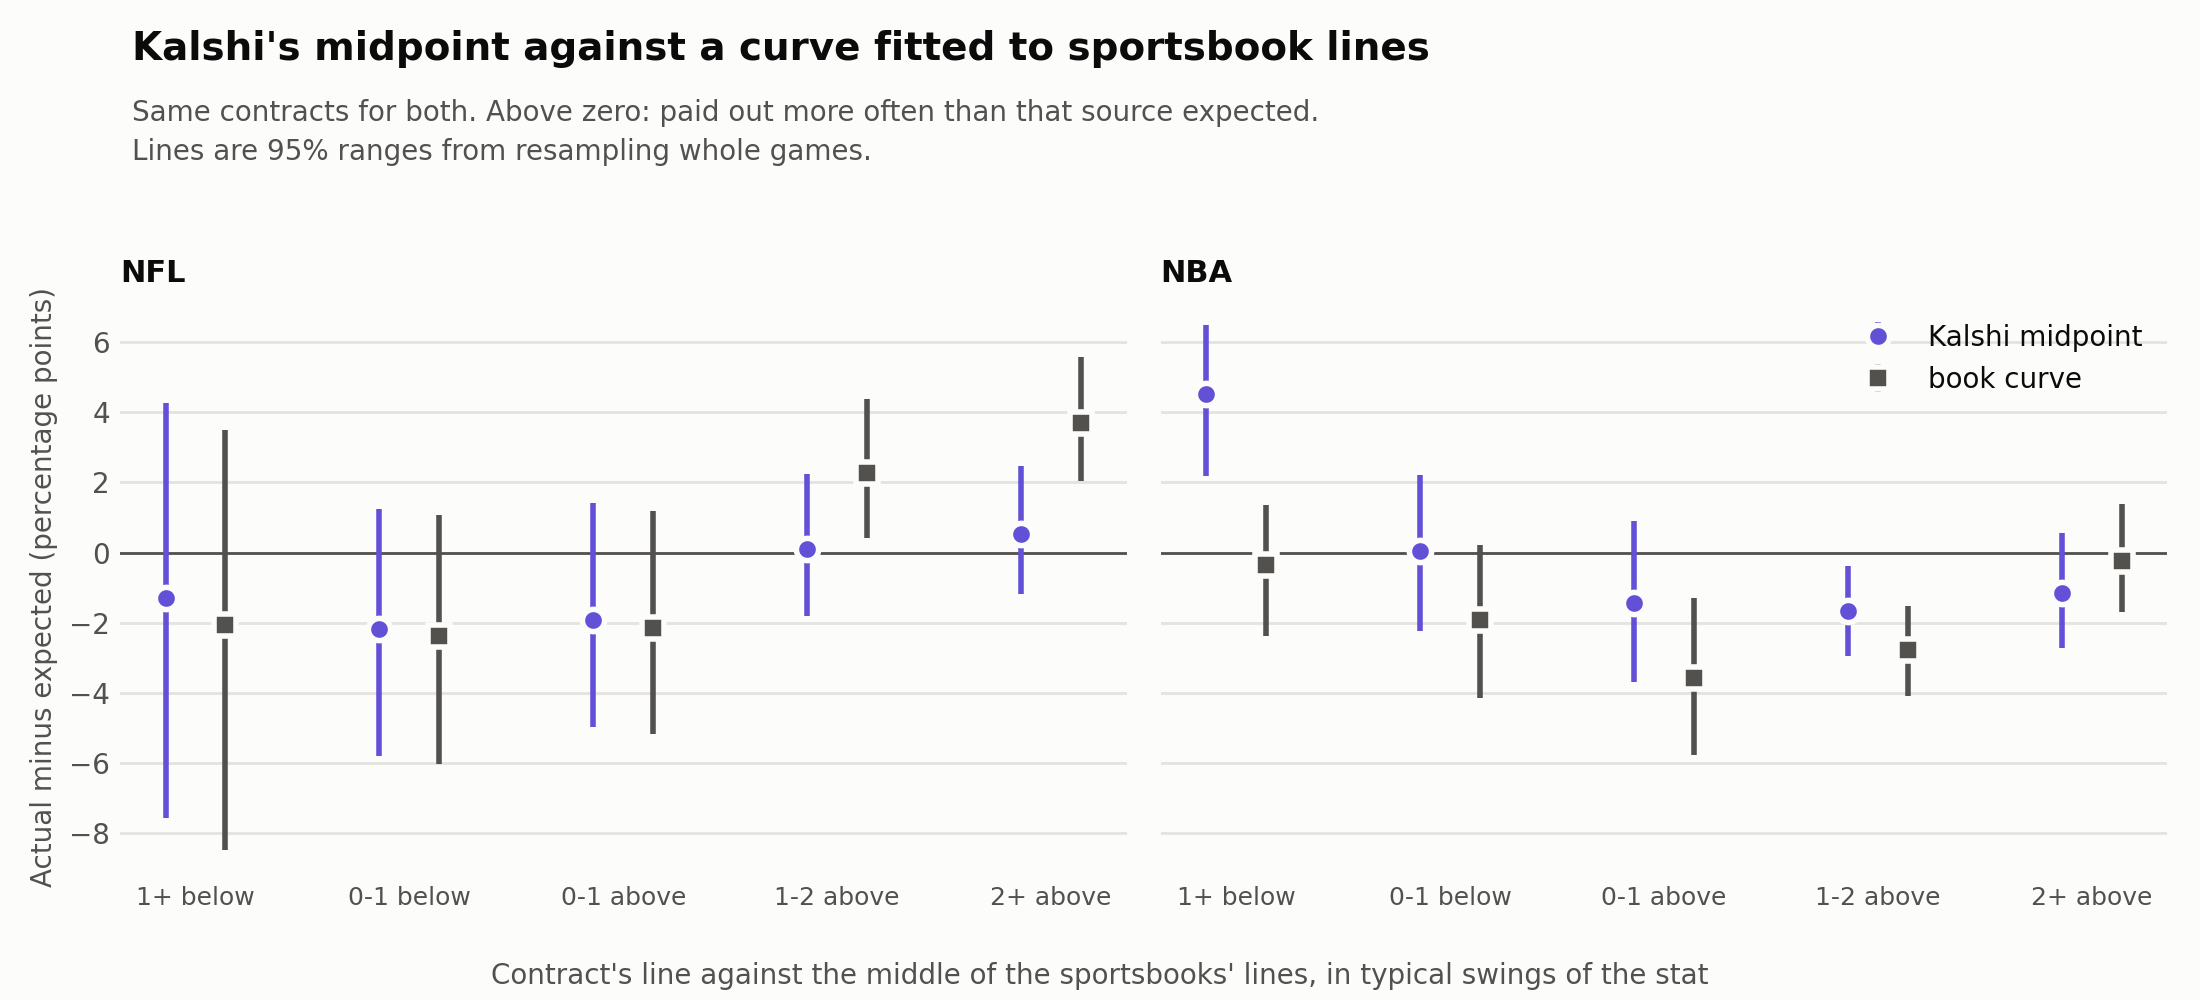 Kalshi's midpoint against a curve fitted to sportsbook lines
Same contracts for both. Above zero: paid out more often than that source expected.
Lines are 95% ranges from resampling whole games.
NFL
NBA
Kalshi midpoint
book curve
Actual minus expected (percentage points)
6
4
2
0
−2
−4
−6
−8
1+ below
0-1 below
0-1 above
1-2 above
2+ above
1+ below
0-1 below
0-1 above
1-2 above
2+ above
Contract's line against the middle of the sportsbooks' lines, in typical swings of the stat